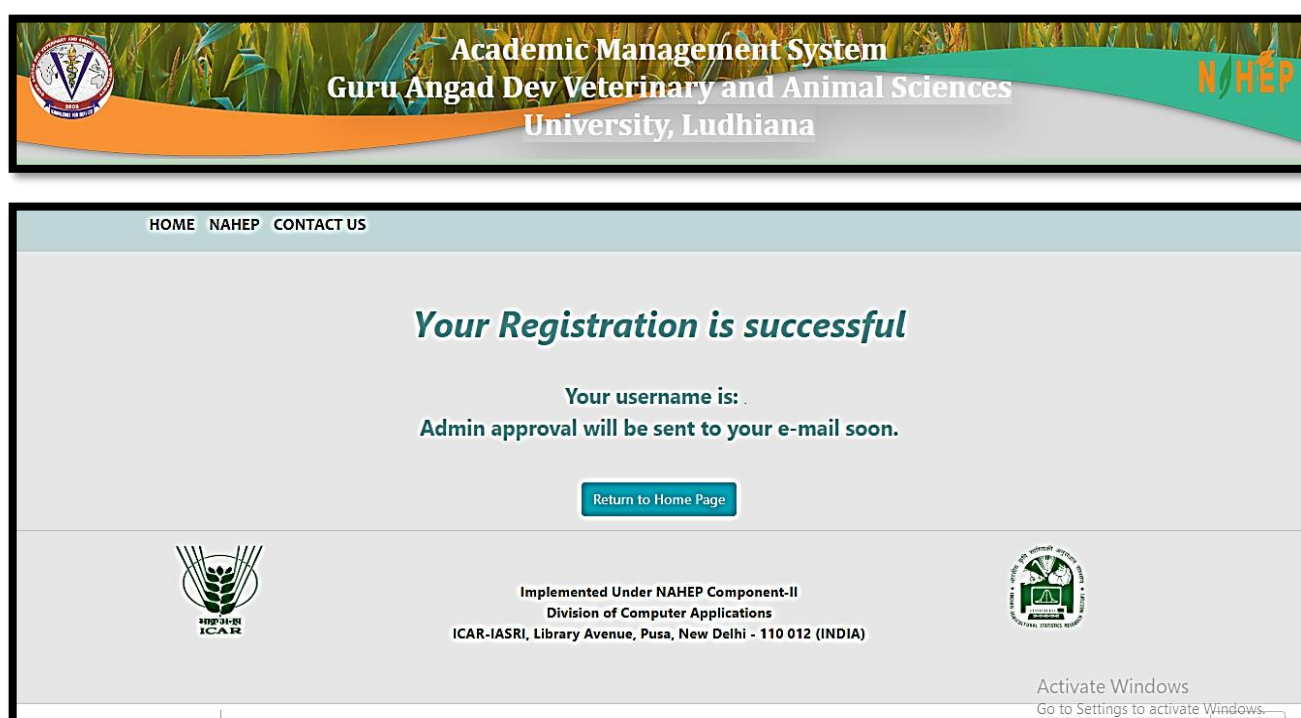 Academic Management System
Guru Angad Dev Veterinary and Animal Sciences
University, Ludhiana
NAHEP
HOME NAHEP CONTACT US
Your Registration is successful
Your username is: .
Admin approval will be sent to your e-mail soon.
Return to Home Page
भाकृअनुप
ICAR
Implemented Under NAHEP Component-II
Division of Computer Applications
ICAR-IASRI, Library Avenue, Pusa, New Delhi - 110 012 (INDIA)
Activate Windows
Go to Settings to activate Windows.